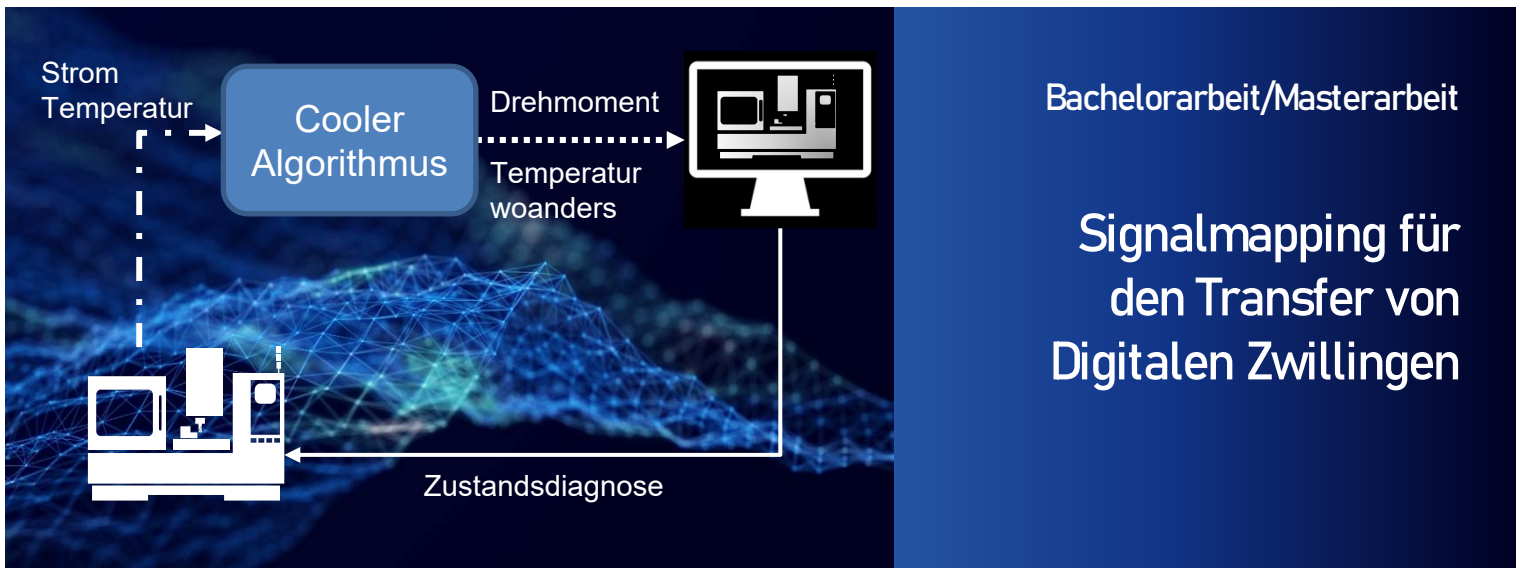 Strom
Temperatur
Cooler
Algorithmus
Drehmoment
Temperatur
woanders
Zustandsdiagnose
Bachelorarbeit/Masterarbeit
Signalmapping für
den Transfer von
Digitalen Zwillingen